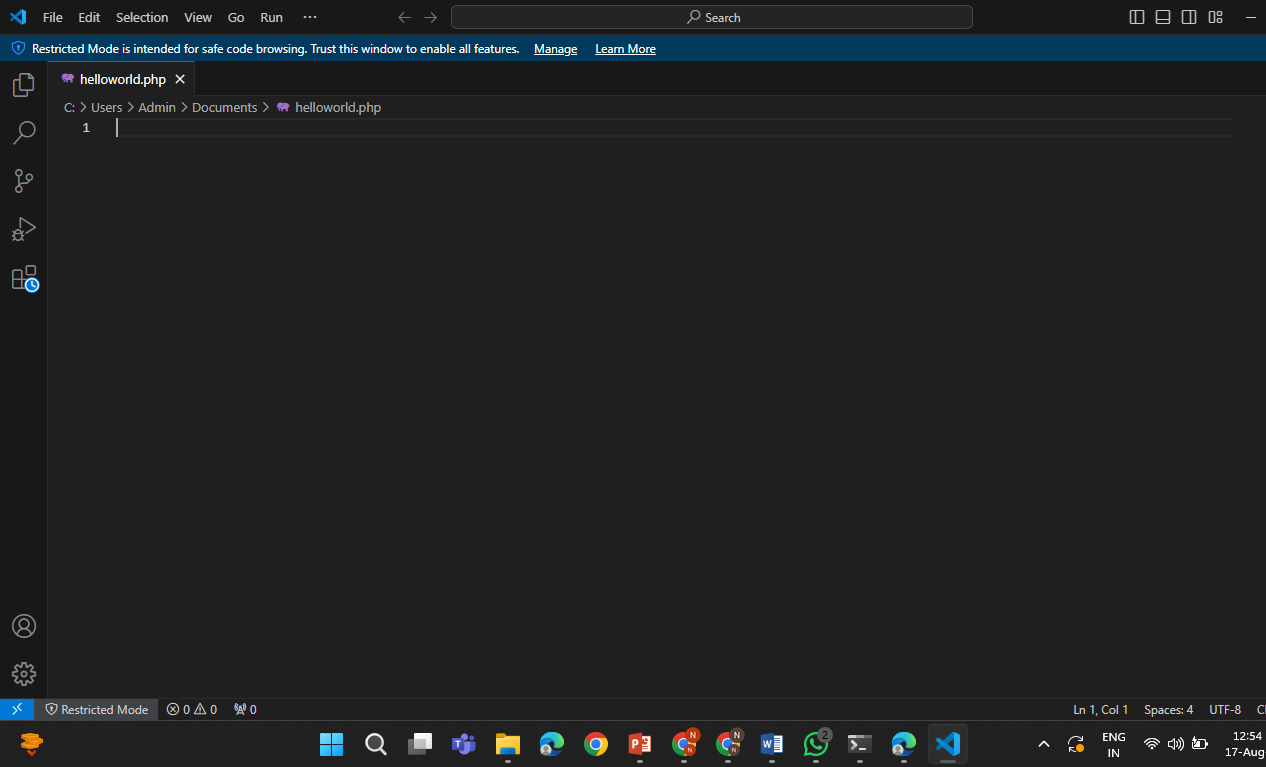 File Edit Selection View Go Run ···
Search
Restricted Mode is intended for safe code browsing. Trust this window to enable all features. Manage Learn More
helloworld.php
C: > Users > Admin > Documents > helloworld.php
1
Restricted Mode 0 0 0 Ln 1, Col 1 Spaces: 4 UTF-8
N N 2 ENG 12:54
IN 17-Aug